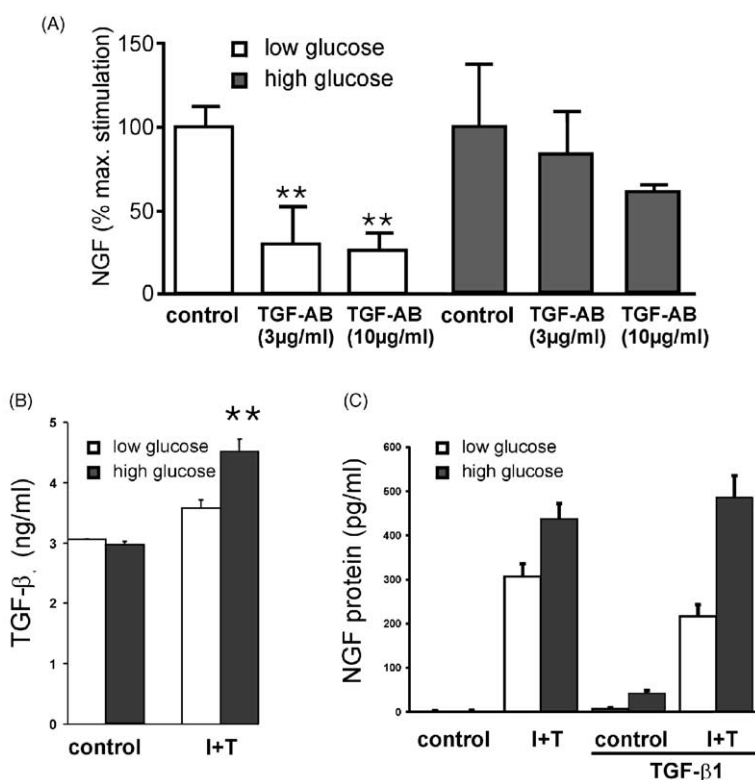 (A)
NGF (% max. stimulation)
150
100
50
0
low glucose
high glucose
**
**
control TGF-AB TGF-AB control TGF-AB TGF-AB
(3µg/ml) (10µg/ml) (3µg/ml) (10µg/ml)
(B)
TGF-β, (ng/ml)
5
4
3
2
1
0
low glucose
high glucose
**
control I+T
(C)
NGF protein (pg/ml)
600
500
400
300
200
100
0
low glucose
high glucose
control I+T control I+T
TGF-β1